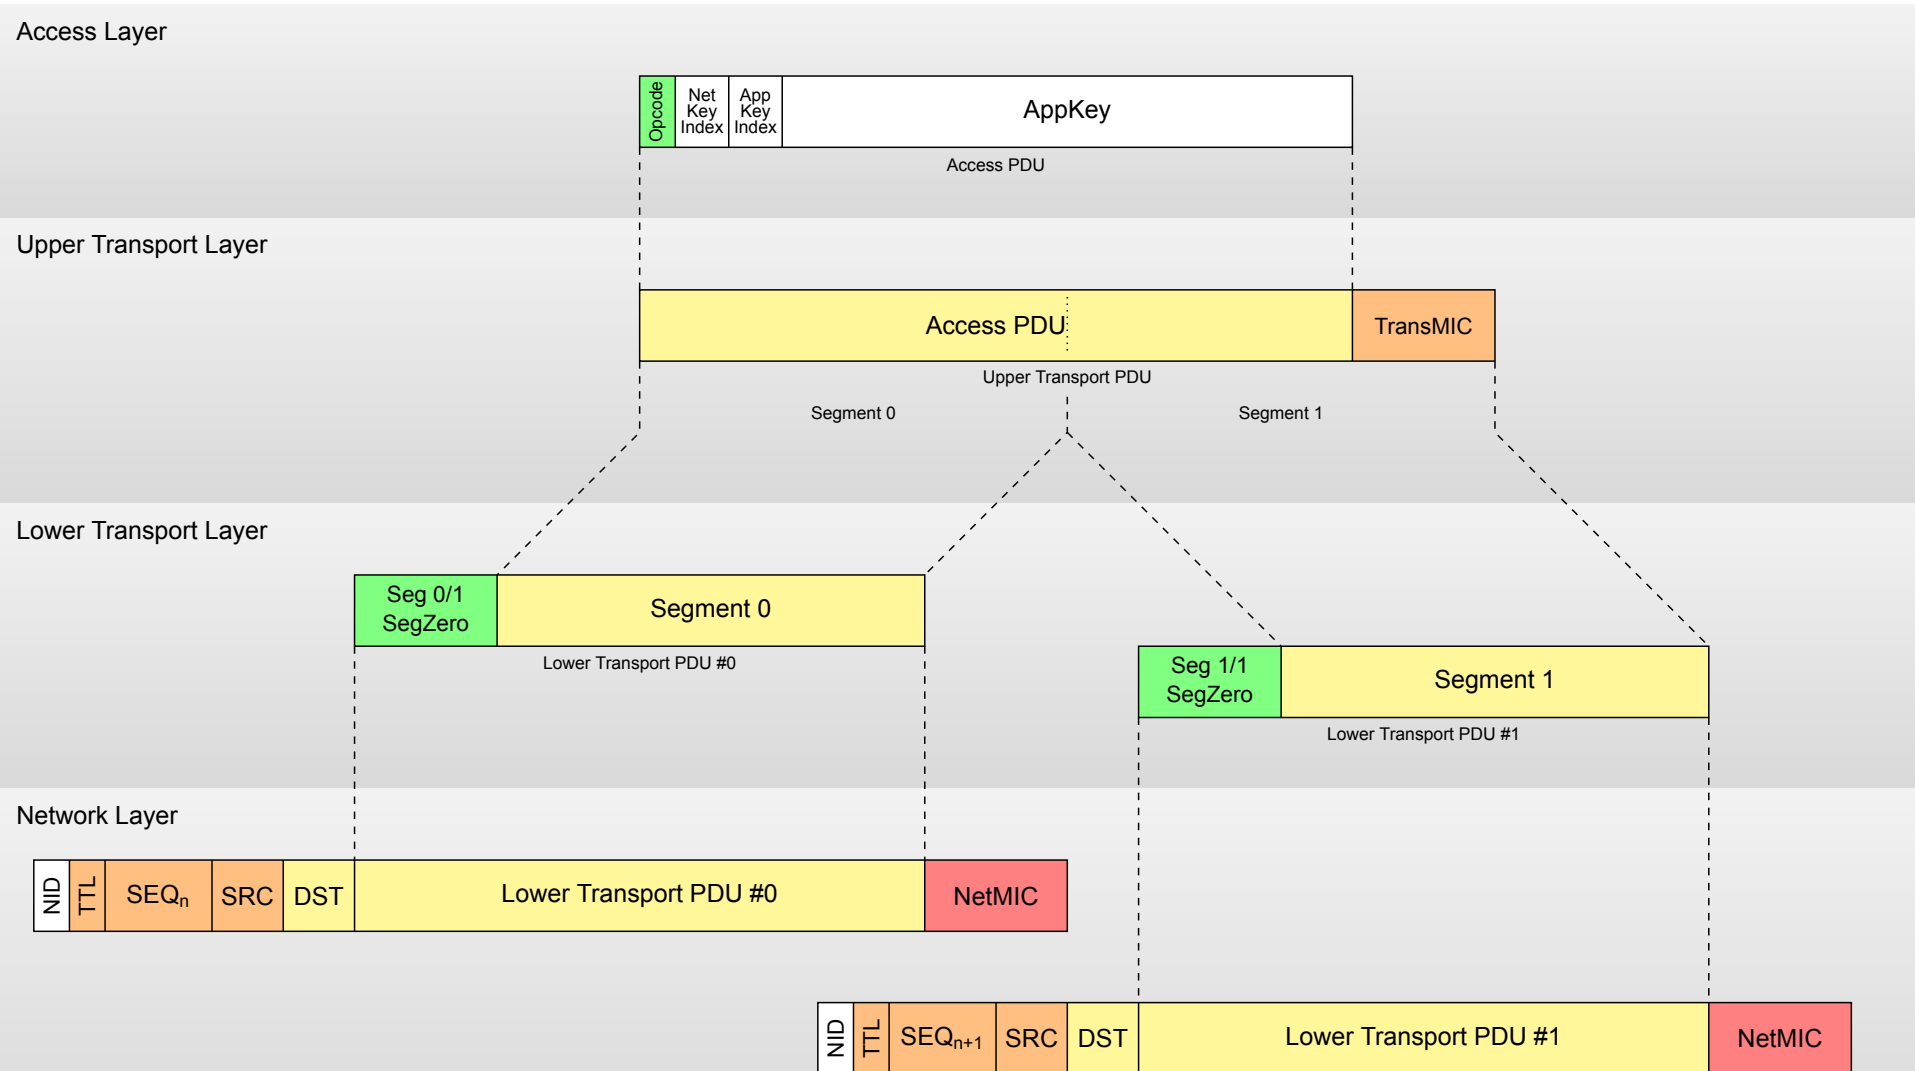 Access Layer
Opcode
Net
Key
Index
App
Key
Index
AppKey
Access PDU
Upper Transport Layer
Access PDU
TransMIC
Upper Transport PDU
Segment 0
Segment 1
Lower Transport Layer
Seg 0/1
SegZero
Segment 0
Lower Transport PDU #0
Seg 1/1
SegZero
Segment 1
Lower Transport PDU #1
Network Layer
NID
TTL
SEQn
SRC
DST
Lower Transport PDU #0
NetMIC
NID
TTL
SEQn+1
SRC
DST
Lower Transport PDU #1
NetMIC